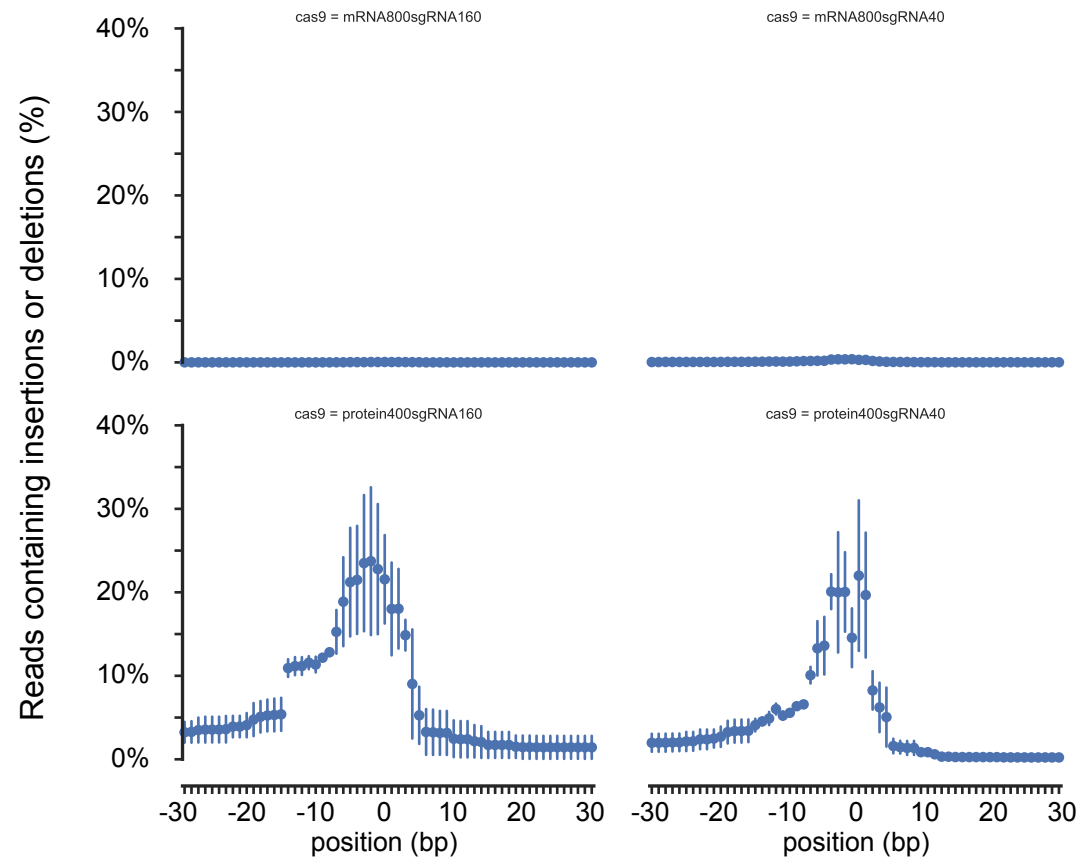 cas9 = mRNA800sgRNA160
cas9 = mRNA800sgRNA40
Reads containing insertions or deletions (%)
40%
30%
20%
10%
0%
cas9 = protein400sgRNA160
cas9 = protein400sgRNA40
40%
30%
20%
10%
0%
-30 -20 -10 0 10 20 30
-30 -20 -10 0 10 20 30
position (bp)
position (bp)